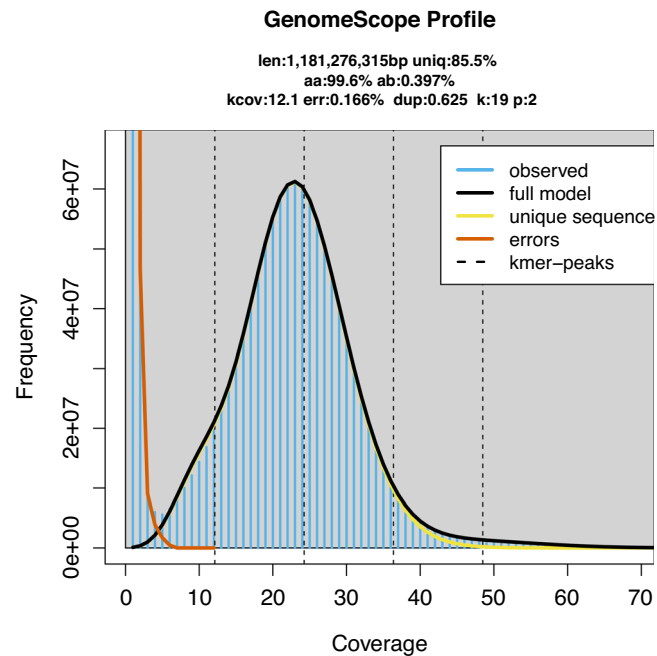 GenomeScope Profile
len:1,181,276,315bp uniq:85.5%
aa:99.6% ab:0.397%
kcov:12.1 err:0.166% dup:0.625 k:19 p:2
observed
full model
unique sequence
errors
kmer-peaks
Frequency
6e+07
4e+07
2e+07
0e+00
0 10 20 30 40 50 60 70
Coverage